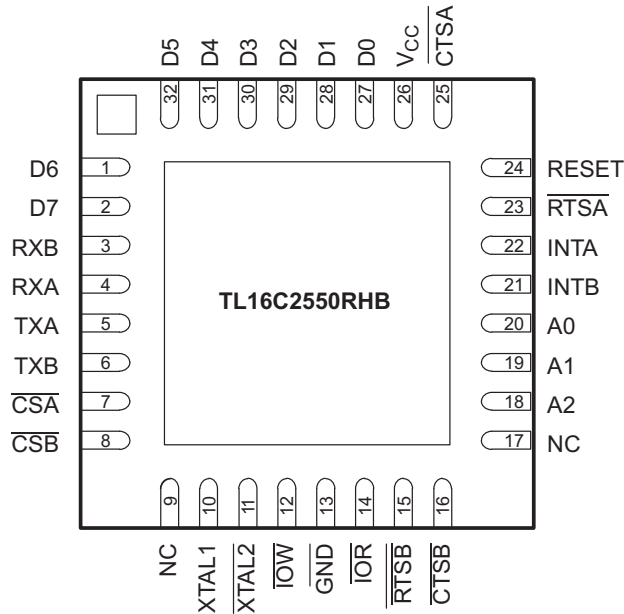 D5 D4 D3 D2 D1 D0 VCC CTSA
32 31 30 29 28 27 26 25
D6 1 24 RESET
D7 2 23 RTSA
RXB 3 22 INTA
RXA 4 21 INTB
TL16C2550RHB
TXA 5 20 A0
TXB 6 19 A1
CSA 7 18 A2
CSB 8 17 NC
9 10 11 12 13 14 15 16
NC XTAL1 XTAL2 IOW GND IOR RTSB CTSB